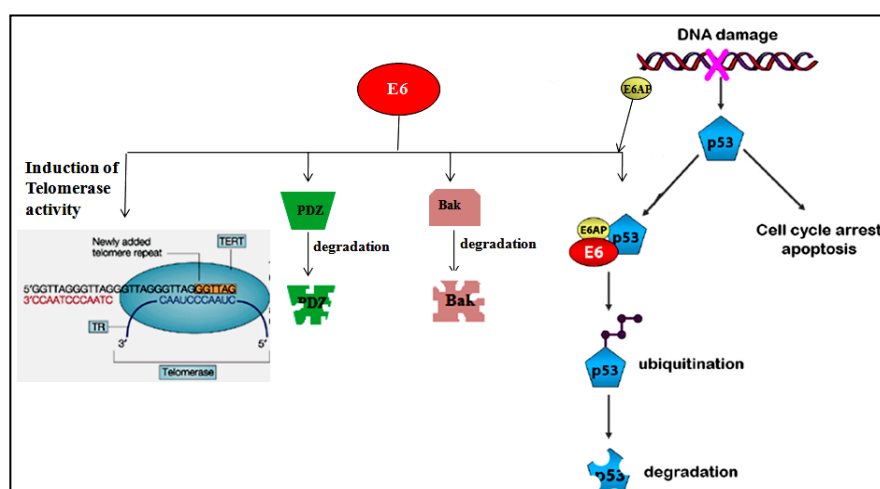 DNA damage
E6
E6AP
p53
Induction of
Telomerase
activity
PDZ
Bak
degradation
degradation
E6AP
p53
E6
Cell cycle arrest
apoptosis
Newly added
telomere repeat
TERT
5'GGTTAGGGTTAGGGTTAGGGTTAGGGTTAG
3'CCAATCCCAATC
CAAUCCCAAUC
TR
3'
5'
Telomerase
PDZ
Bak
p53
ubiquitination
p53
degradation